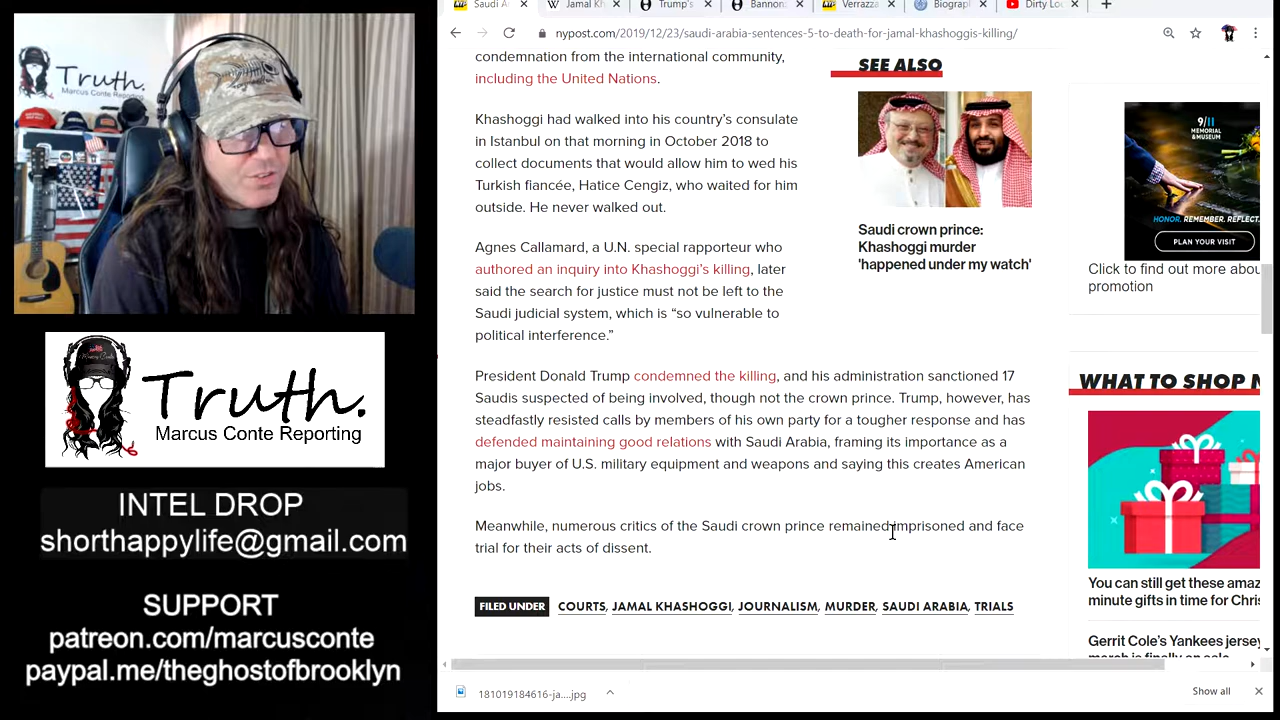 Truth.
Marcus Conte Reporting
Truth.
Marcus Conte Reporting
INTEL DROP
shorthappylife@gmail.com
SUPPORT
patreon.com/marcusconte
paypal.me/theghostofbrooklyn
Saudi A
Jamal Kh
Trump's
Bannon:
Verrazza
Biograp
Dirty Lo
nypost.com/2019/12/23/saudi-arabia-sentences-5-to-death-for-jamal-khashoggis-killing/
condemnation from the international community,
including the United Nations.
Khashoggi had walked into his country's consulate
in Istanbul on that morning in October 2018 to
collect documents that would allow him to wed his
Turkish fiancée, Hatice Cengiz, who waited for him
outside. He never walked out.
Agnes Callamard, a U.N. special rapporteur who
authored an inquiry into Khashoggi's killing, later
said the search for justice must not be left to the
Saudi judicial system, which is “so vulnerable to
political interference.”
President Donald Trump condemned the killing, and his administration sanctioned 17
Saudis suspected of being involved, though not the crown prince. Trump, however, has
steadfastly resisted calls by members of his own party for a tougher response and has
defended maintaining good relations with Saudi Arabia, framing its importance as a
major buyer of U.S. military equipment and weapons and saying this creates American
jobs.
Meanwhile, numerous critics of the Saudi crown prince remained imprisoned and face
trial for their acts of dissent.
FILED UNDER COURTS, JAMAL KHASHOGGI, JOURNALISM, MURDER, SAUDI ARABIA, TRIALS
SEE ALSO
Saudi crown prince:
Khashoggi murder
'happened under my watch'
9/11
MEMORIAL
&MUSEUM
HONOR. REMEMBER. REFLECT.
PLAN YOUR VISIT
Click to find out more abou
promotion
WHAT TO SHOP N
You can still get these amaz
minute gifts in time for Chris
Gerrit Cole's Yankees jersey
181019184616-ja....jpg
Show all